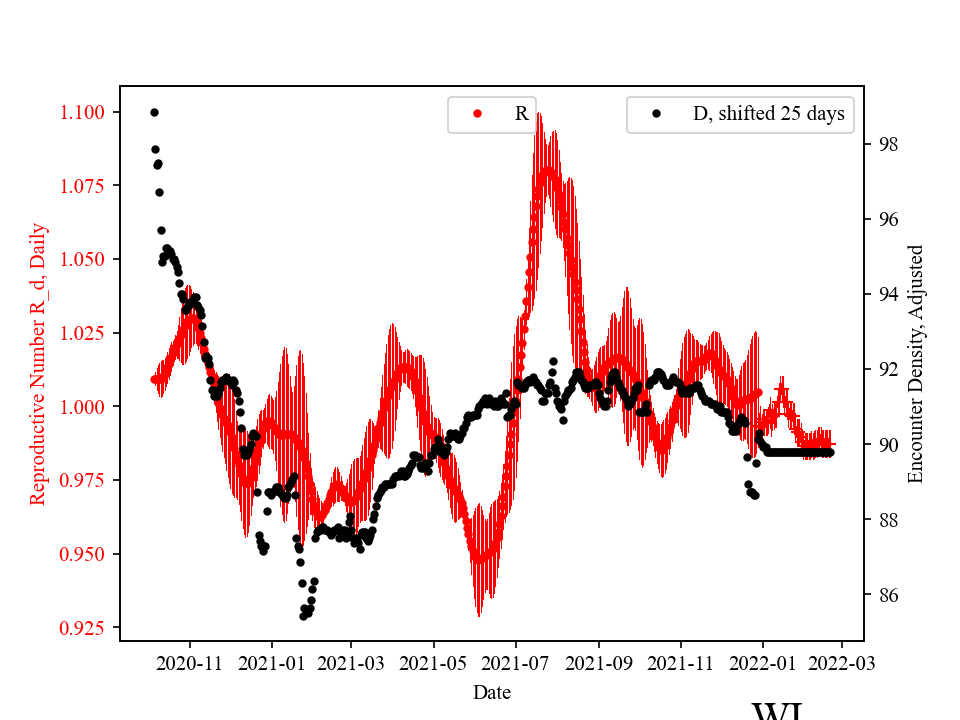 R
D, shifted 25 days
Reproductive Number R_d, Daily
1.100
1.075
1.050
1.025
1.000
0.975
0.950
0.925
98
96
94
92
90
88
86
Encounter Density, Adjusted
2020-11 2021-01 2021-03 2021-05 2021-07 2021-09 2021-11 2022-01 2022-03
Date
WI